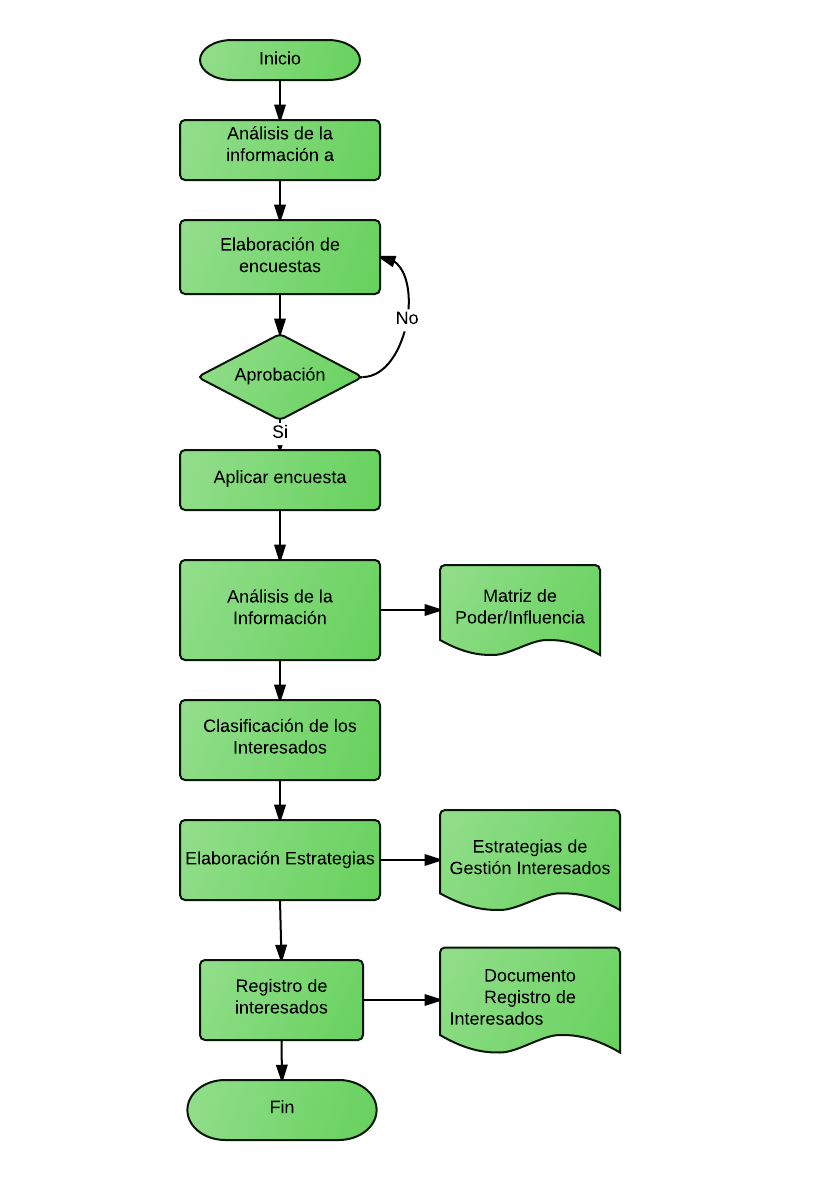 Inicio
Análisis de la
información a
Elaboración de
encuestas
No
Aprobación
Si
Aplicar encuesta
Análisis de la
Información
Matriz de
Poder/Influencia
Clasificación de los
Interesados
Elaboración Estrategias
Estrategias de
Gestión Interesados
Registro de
interesados
Documento
Registro de
Interesados
Fin